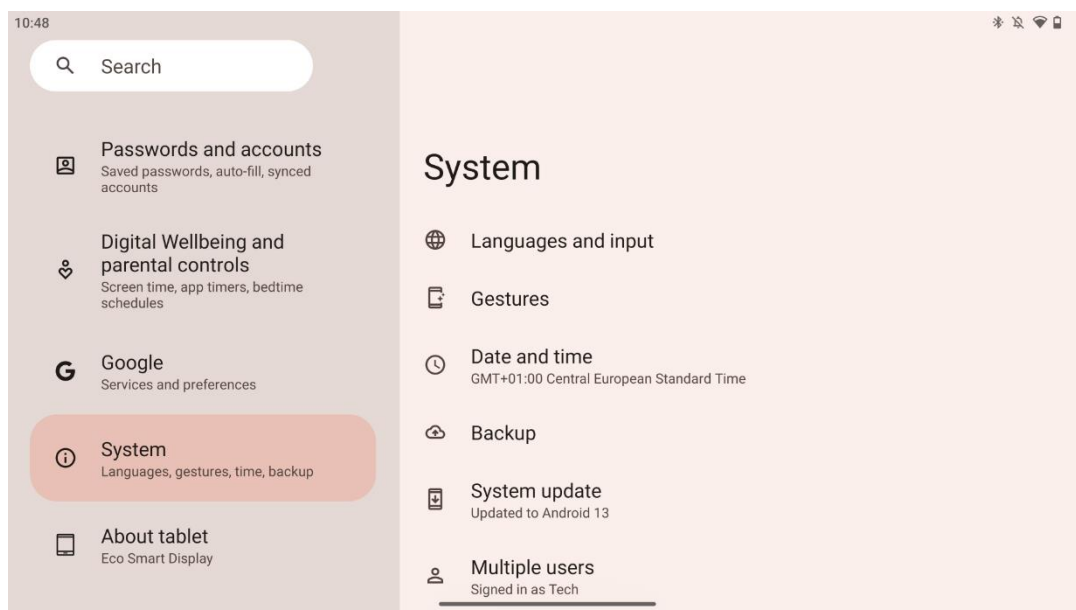 10:48
Search
Passwords and accounts
Saved passwords, auto-fill, synced
accounts
Digital Wellbeing and
parental controls
Screen time, app timers, bedtime
schedules
Google
Services and preferences
System
Languages, gestures, time, backup
About tablet
Eco Smart Display
System
Languages and input
Gestures
Date and time
GMT+01:00 Central European Standard Time
Backup
System update
Updated to Android 13
Multiple users
Signed in as Tech